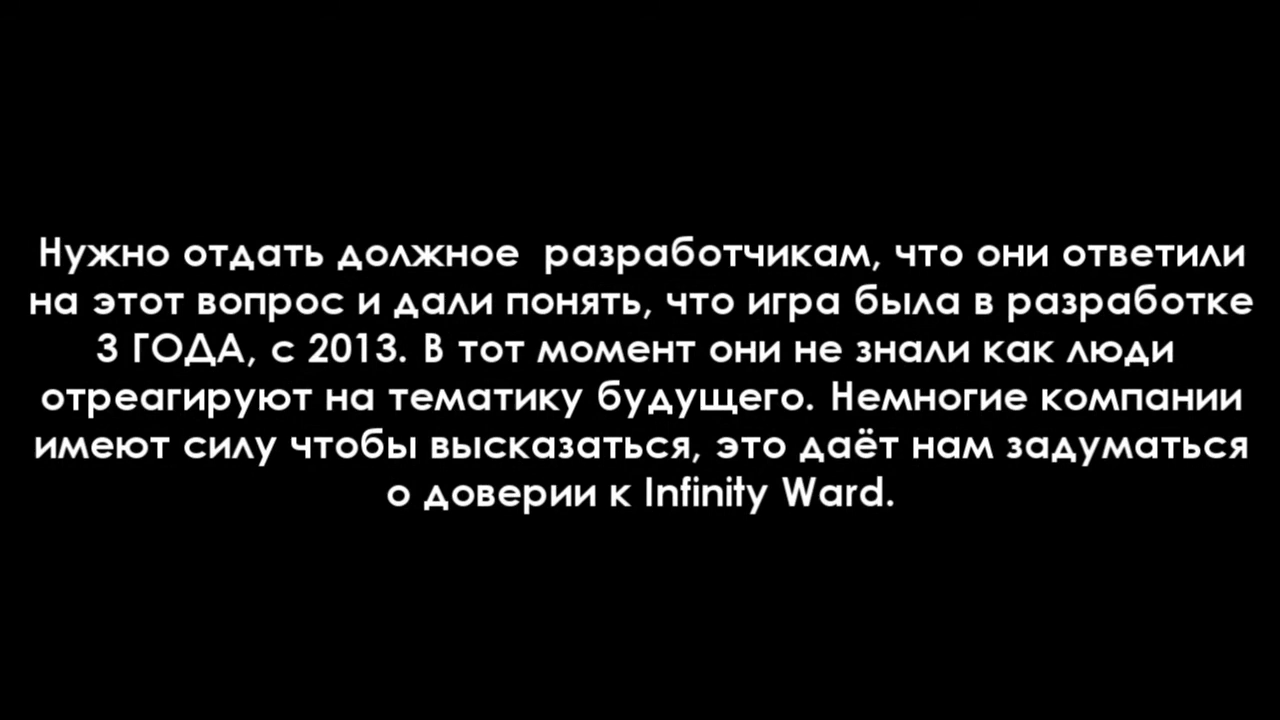 Нужно отдать должное  разработчикам, что они ответили
на этот вопрос и дали понять, что игра была в разработке
3 ГОДА, с 2013. В тот момент они не знали как люди
отреагируют на тематику будущего. Немногие компании
имеют силу чтобы высказаться, это даёт нам задуматься
о доверии к Infinity Ward.